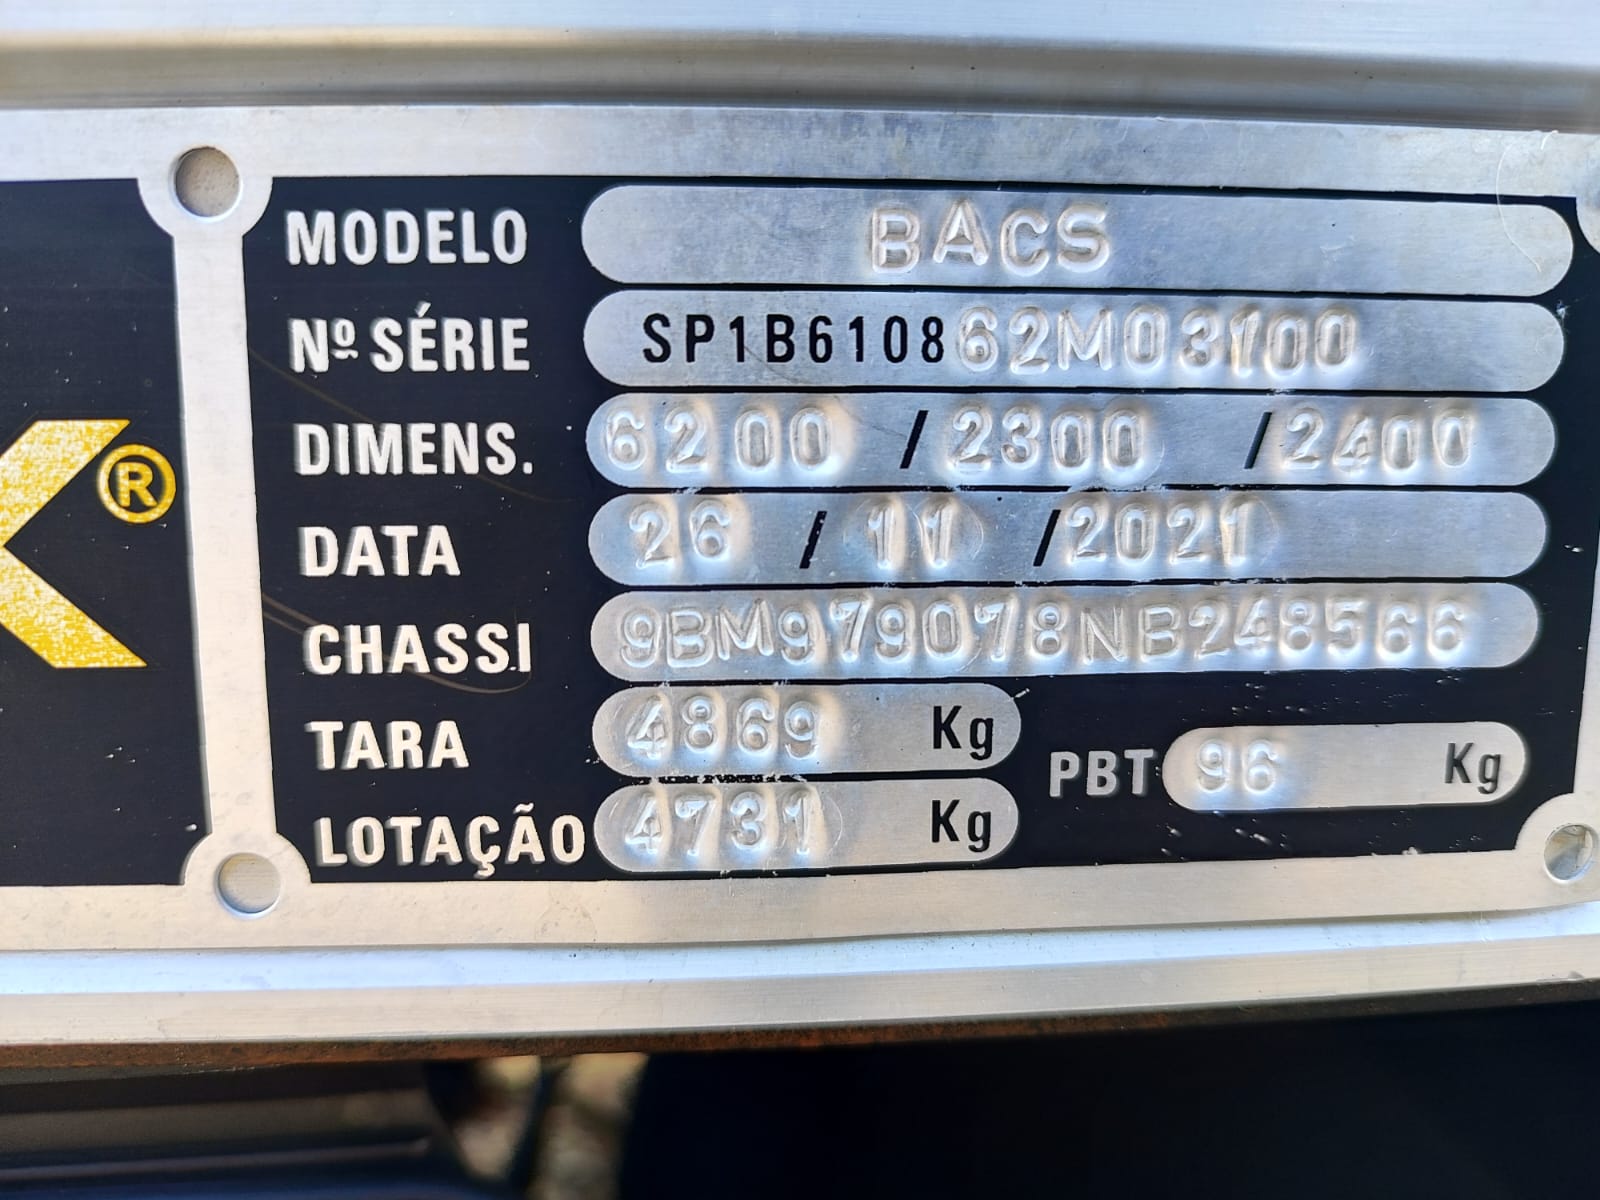 MODELO BACS
Nº SÉRIE SP1B610862M03100
DIMENS. 6200 / 2300 / 2400
DATA 26 / 11 / 2021
CHASSI 9BM979078NB248566
TARA 4869 Kg
PBT 96 Kg
LOTAÇÃO 4731 Kg
®